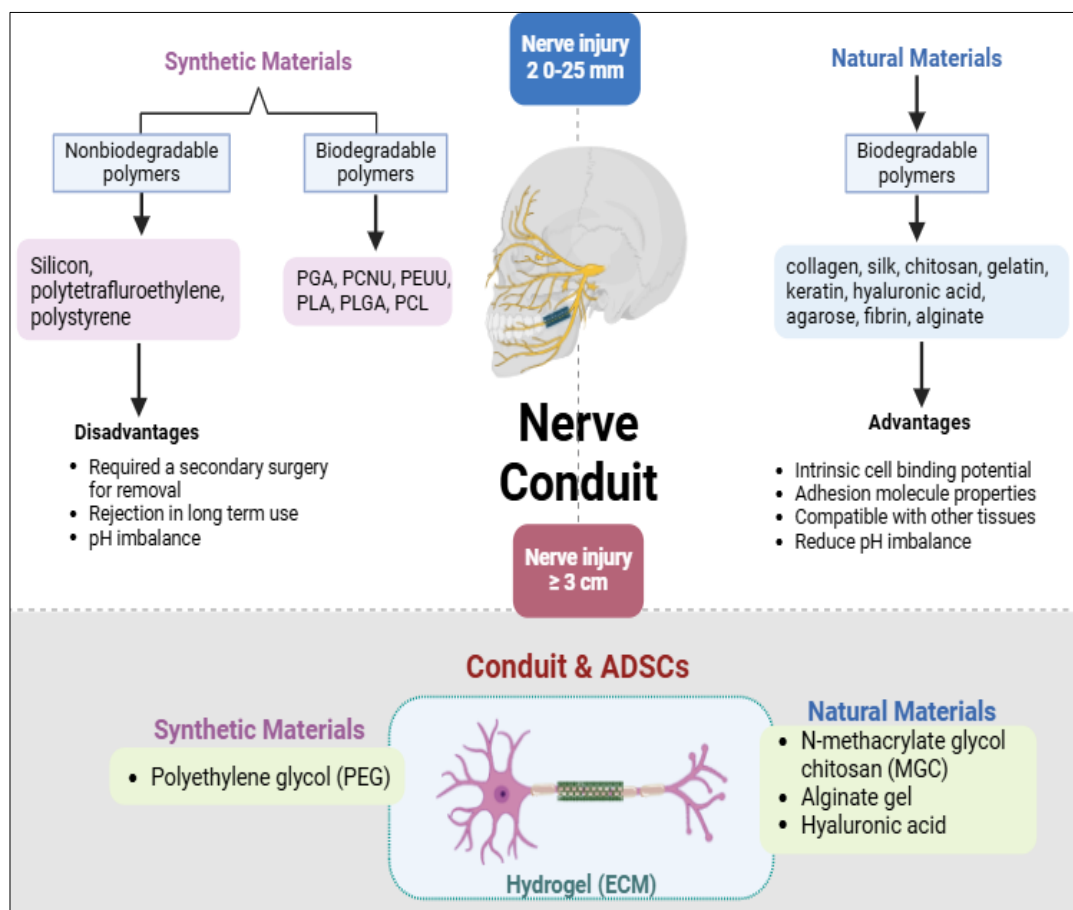 Nerve injury
2 0-25 mm
Synthetic Materials
Nonbiodegradable
polymers
Biodegradable
polymers
Silicon,
polytetrafluroethylene,
polystyrene
PGA, PCNU, PEUU,
PLA, PLGA, PCL
Disadvantages
• Required a secondary surgery
for removal
• Rejection in long term use
• pH imbalance
Nerve
Conduit
Natural Materials
Biodegradable
polymers
collagen, silk, chitosan, gelatin,
keratin, hyaluronic acid,
agarose, fibrin, alginate
Advantages
• Intrinsic cell binding potential
• Adhesion molecule properties
• Compatible with other tissues
• Reduce pH imbalance
Nerve injury
≥ 3 cm
Conduit & ADSCs
Synthetic Materials
• Polyethylene glycol (PEG)
Natural Materials
• N-methacrylate glycol
chitosan (MGC)
• Alginate gel
• Hyaluronic acid
Hydrogel (ECM)